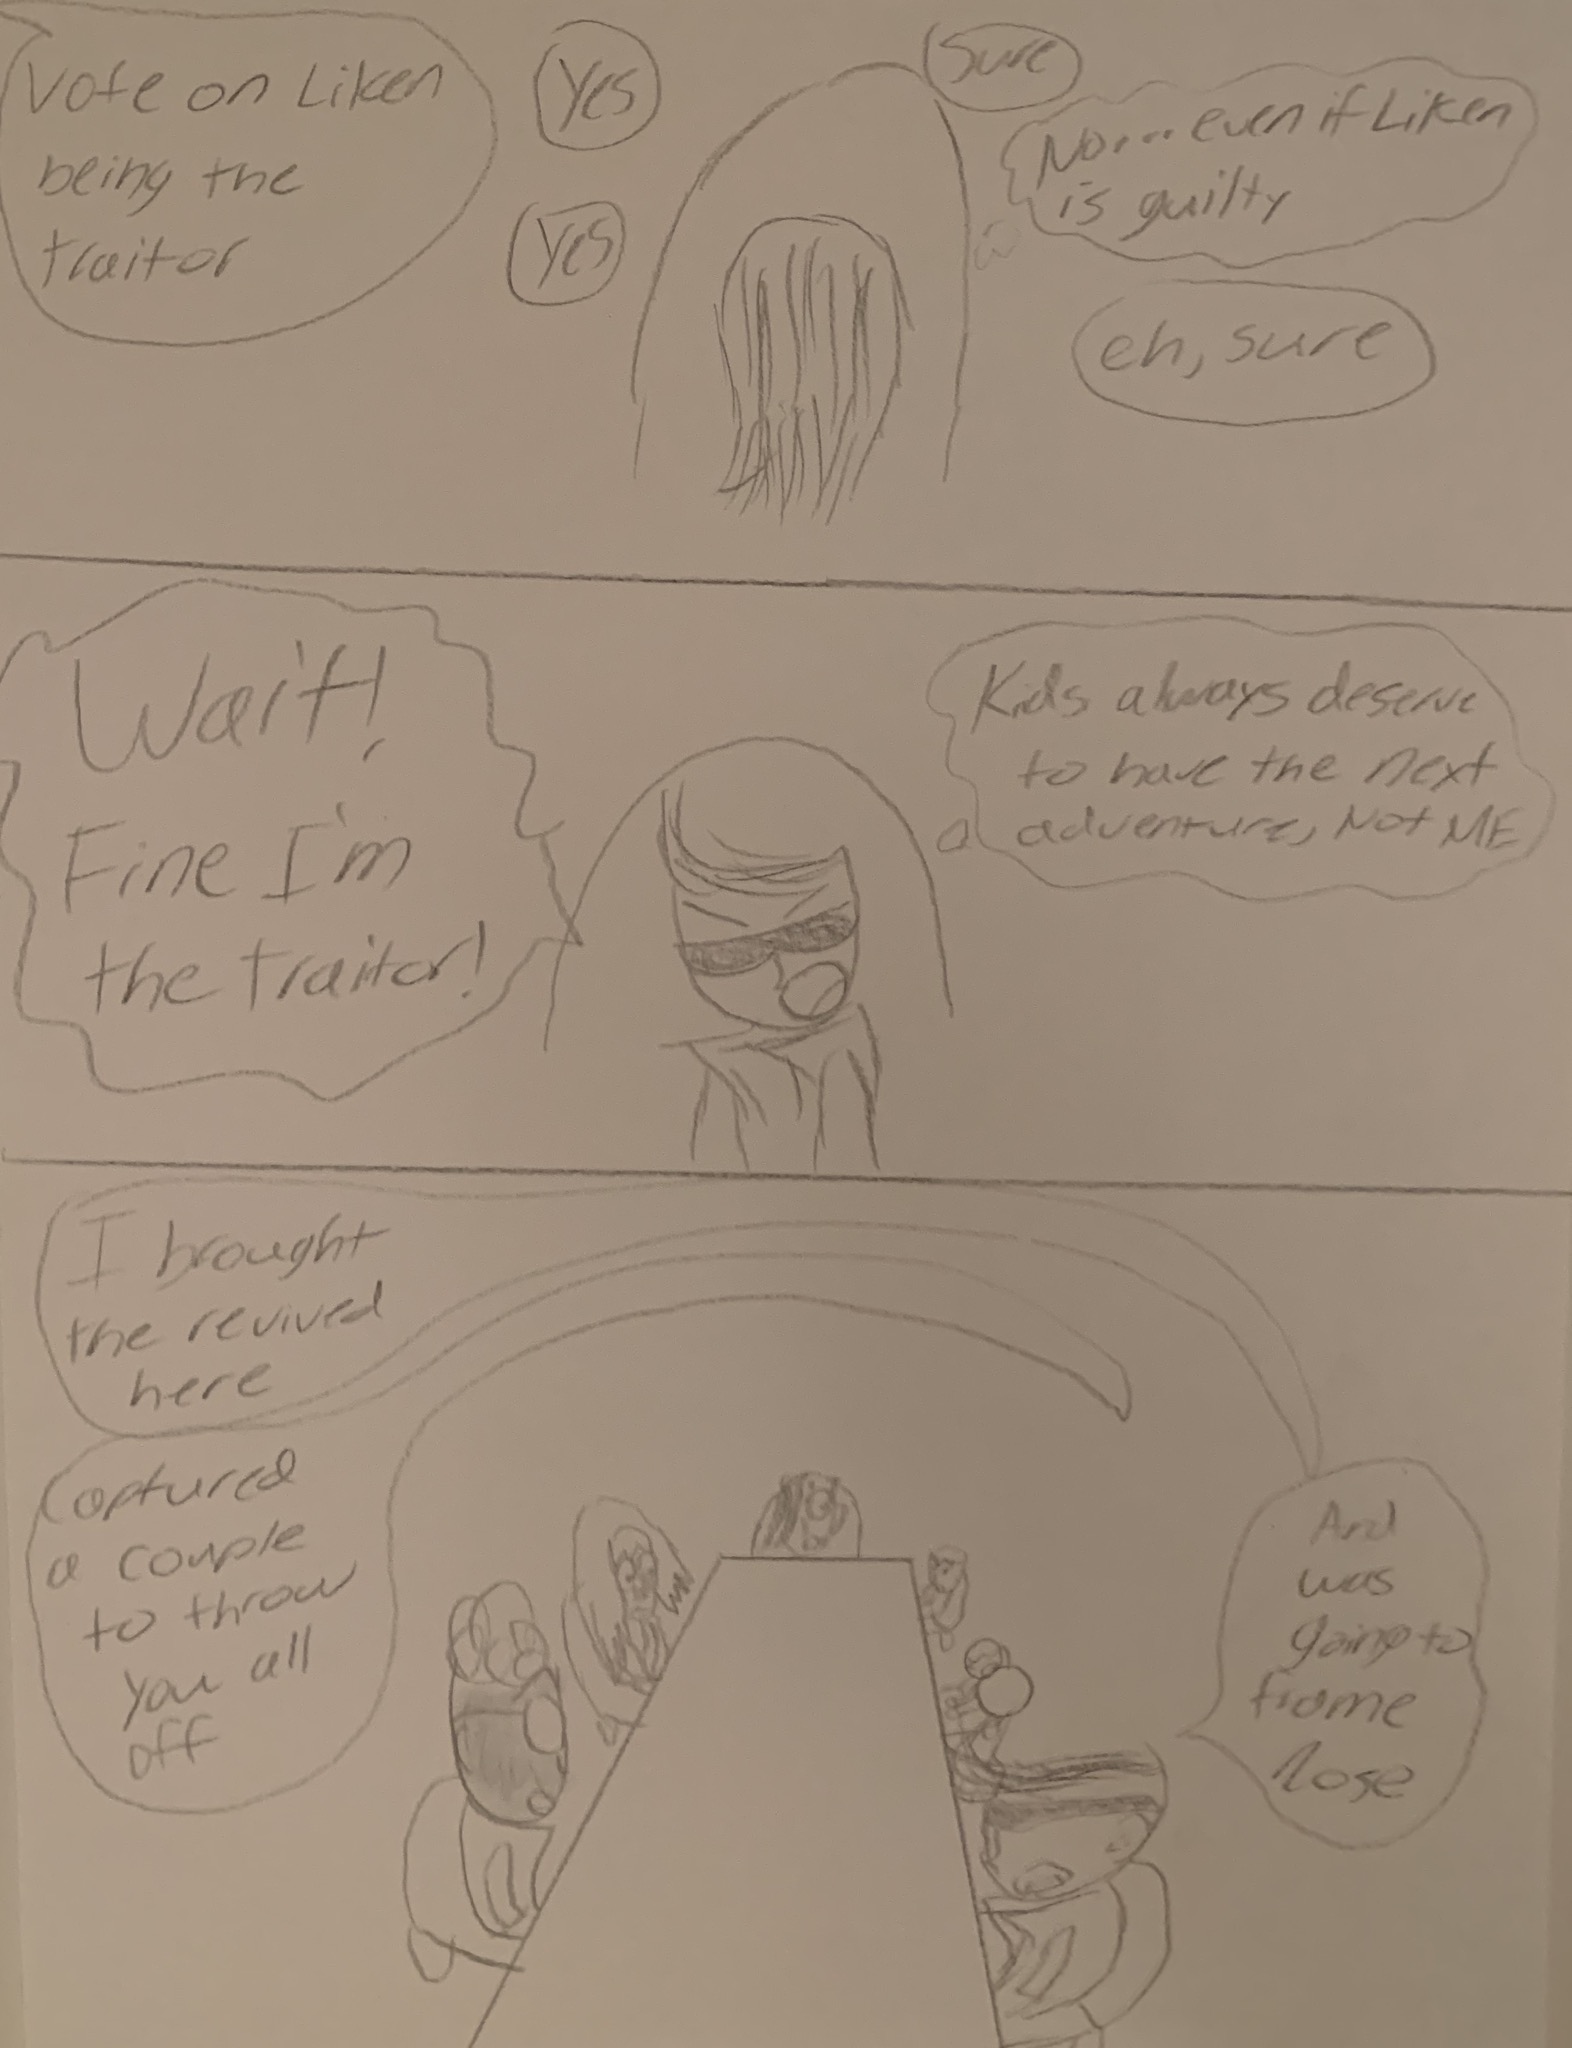 Vote on Liken
being the
traitor
Yes
Yes
Sure
No.... even if Liken
is guilty
eh, sure
Wait!
Fine I'm
the traitor!
Kids always deserve
to have the next
adventure, Not ME
I brought
the revived
here
Captured
a couple
to throw
you all
off
And
was
going to
frame
Rose